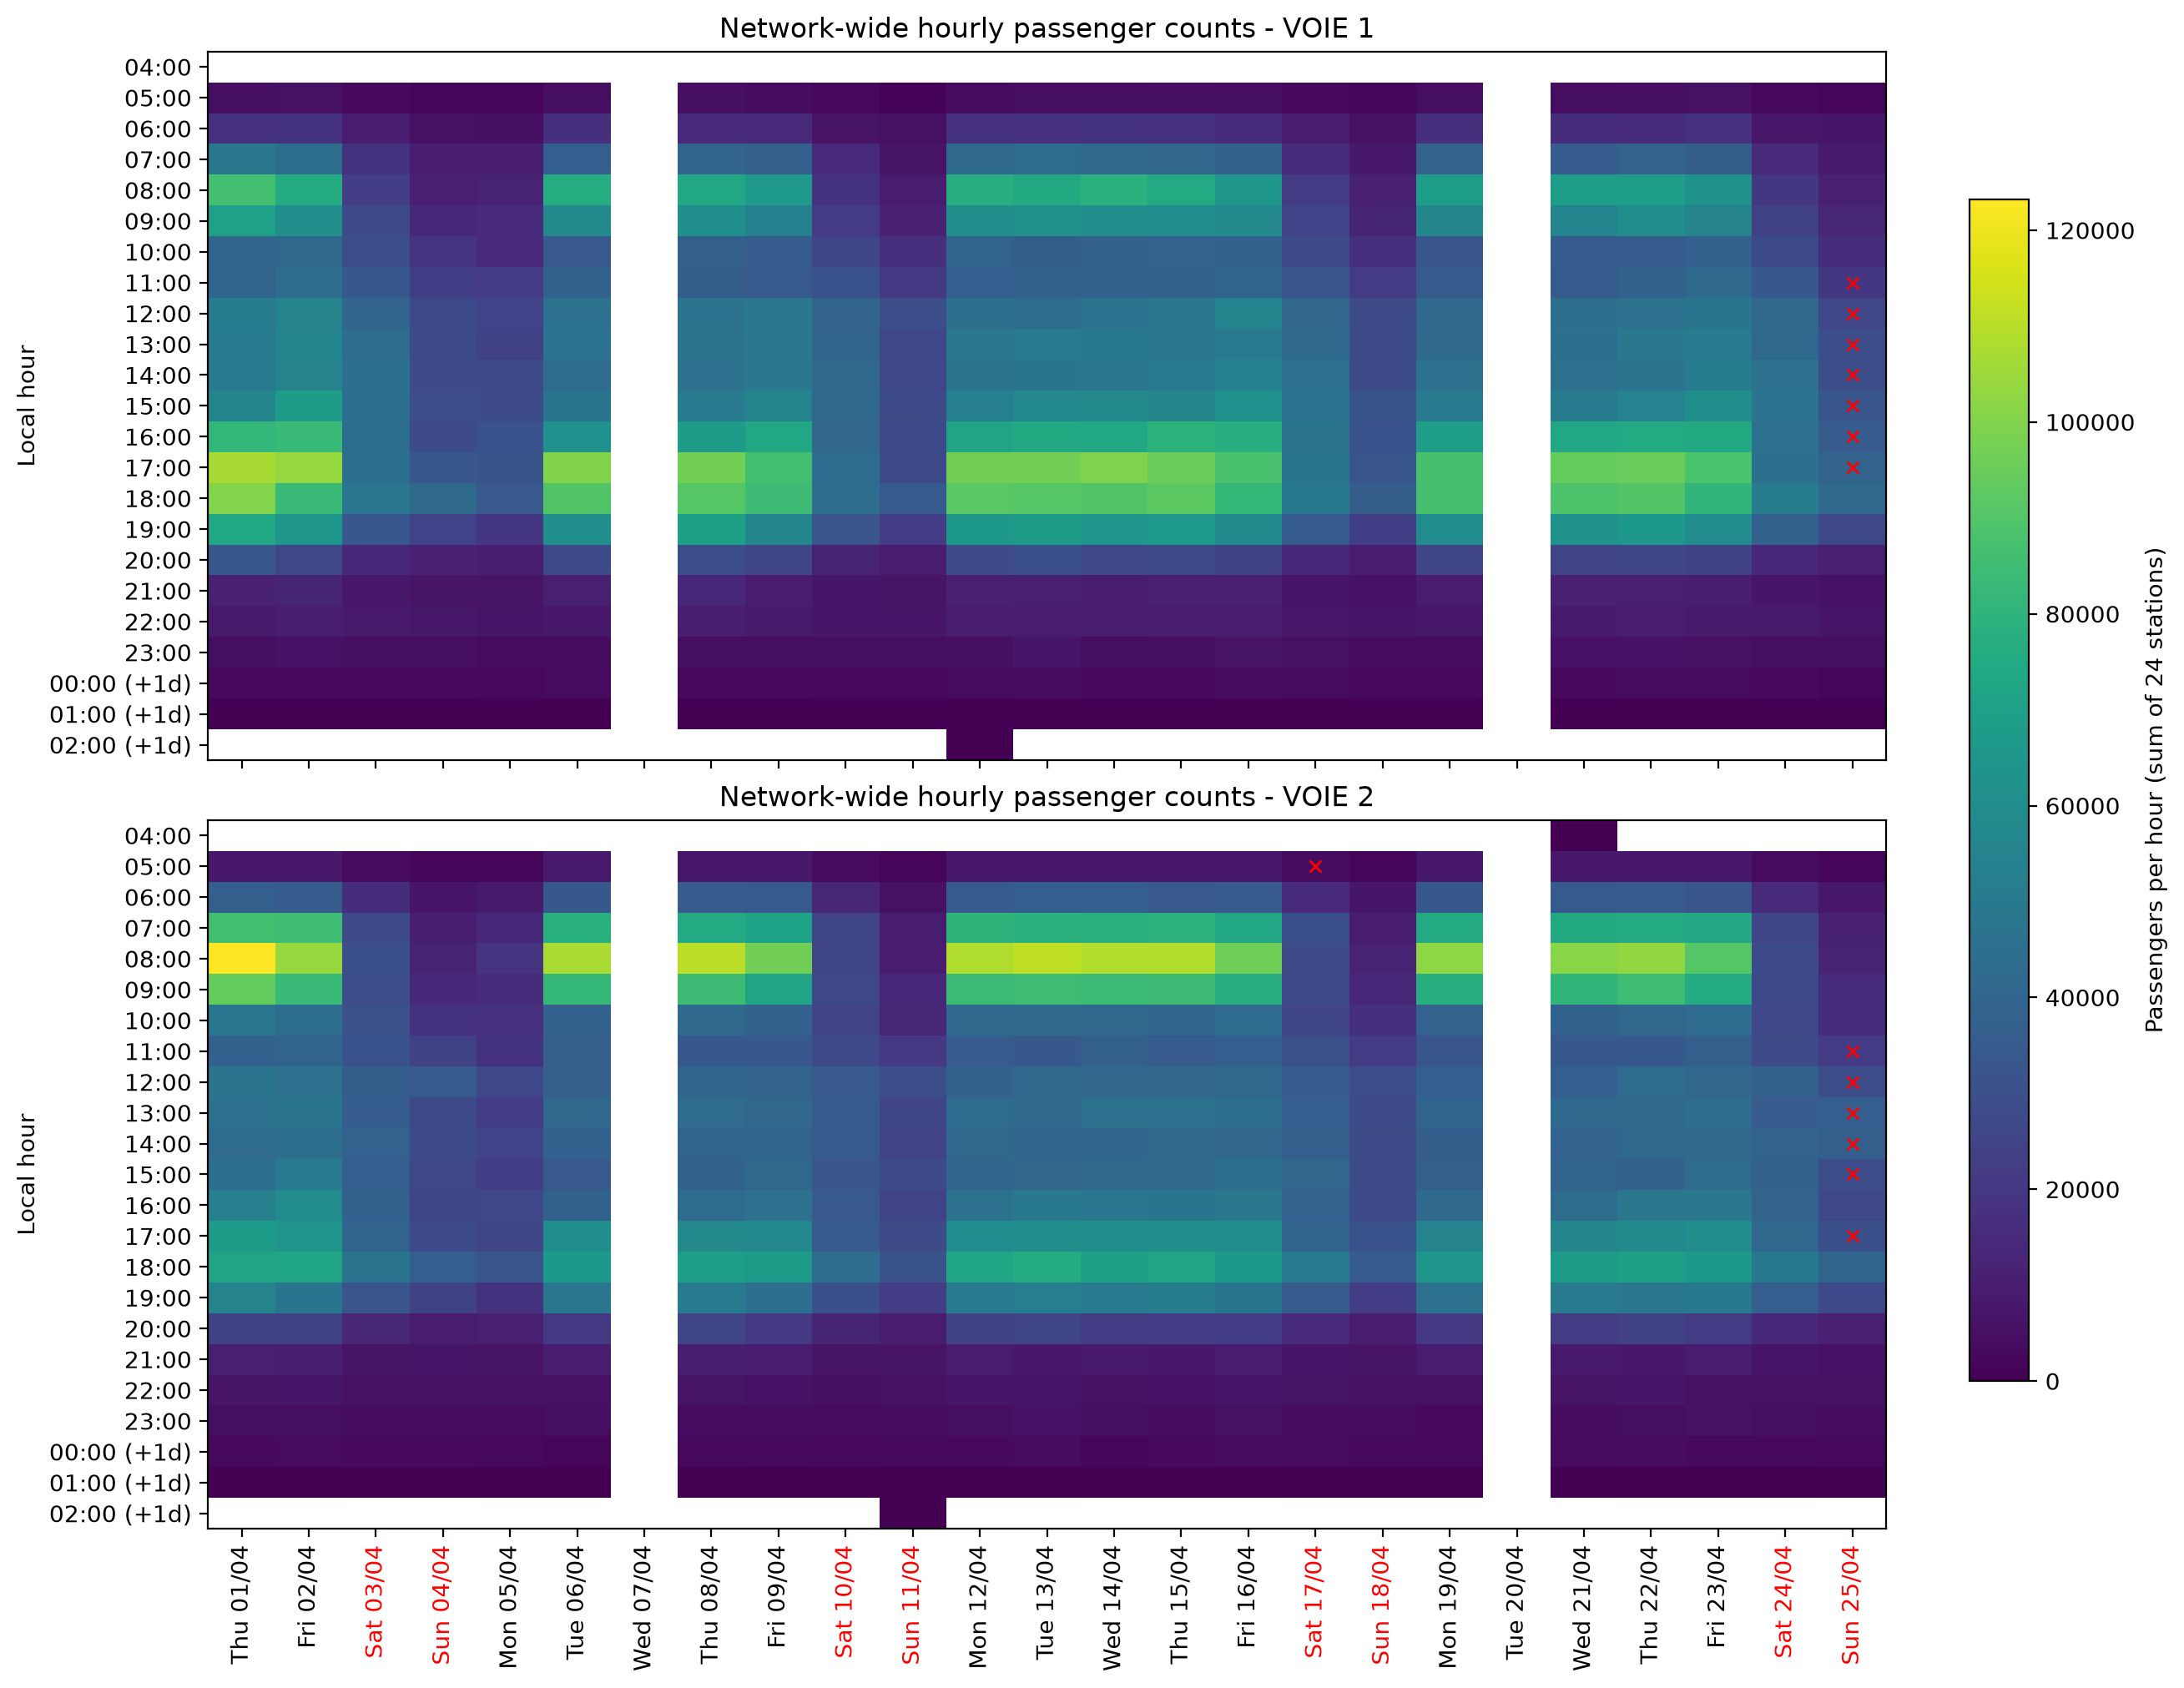 Network-wide hourly passenger counts - VOIE 1
04:00
05:00
06:00
07:00
08:00
09:00
10:00
11:00
12:00
13:00
14:00
15:00
16:00
17:00
18:00
19:00
20:00
21:00
22:00
23:00
00:00 (+1d)
01:00 (+1d)
02:00 (+1d)
Local hour
Network-wide hourly passenger counts - VOIE 2
04:00
05:00
06:00
07:00
08:00
09:00
10:00
11:00
12:00
13:00
14:00
15:00
16:00
17:00
18:00
19:00
20:00
21:00
22:00
23:00
00:00 (+1d)
01:00 (+1d)
02:00 (+1d)
Local hour
Thu 01/04
Fri 02/04
Sat 03/04
Sun 04/04
Mon 05/04
Tue 06/04
Wed 07/04
Thu 08/04
Fri 09/04
Sat 10/04
Sun 11/04
Mon 12/04
Tue 13/04
Wed 14/04
Thu 15/04
Fri 16/04
Sat 17/04
Sun 18/04
Mon 19/04
Tue 20/04
Wed 21/04
Thu 22/04
Fri 23/04
Sat 24/04
Sun 25/04
120000
100000
80000
60000
40000
20000
0
Passengers per hour (sum of 24 stations)